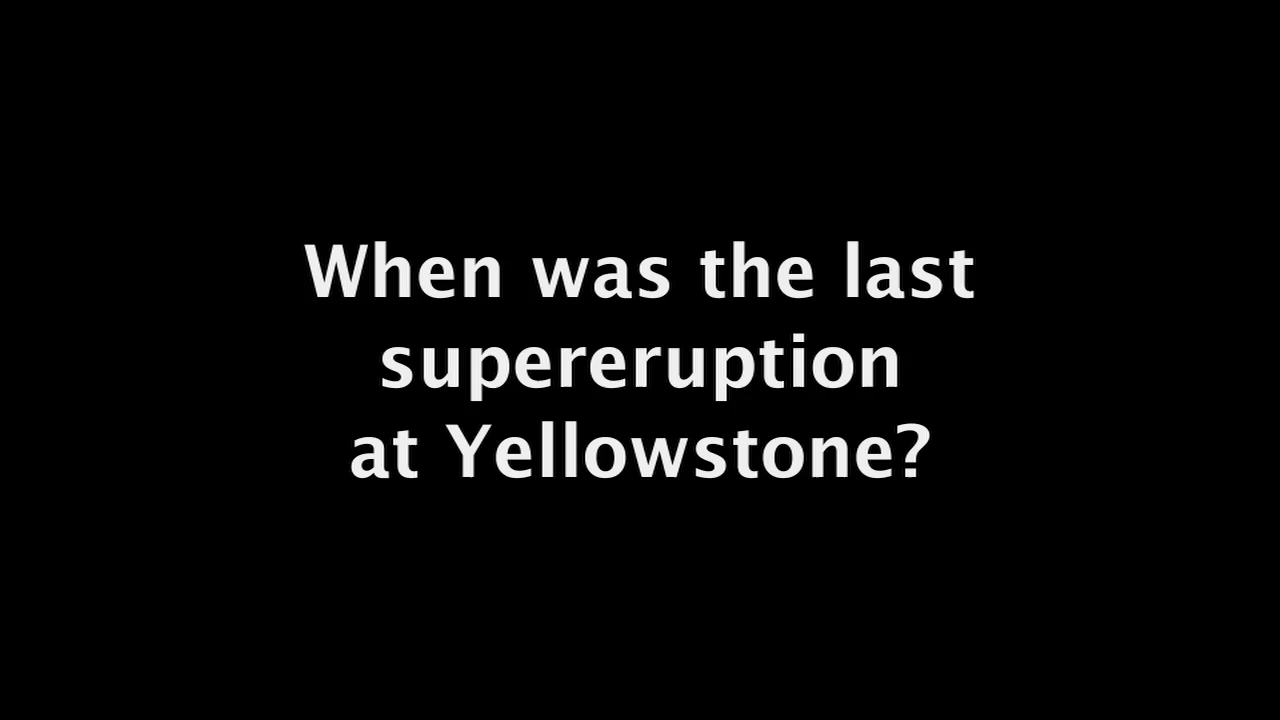 When was the last
supereruption
at Yellowstone?